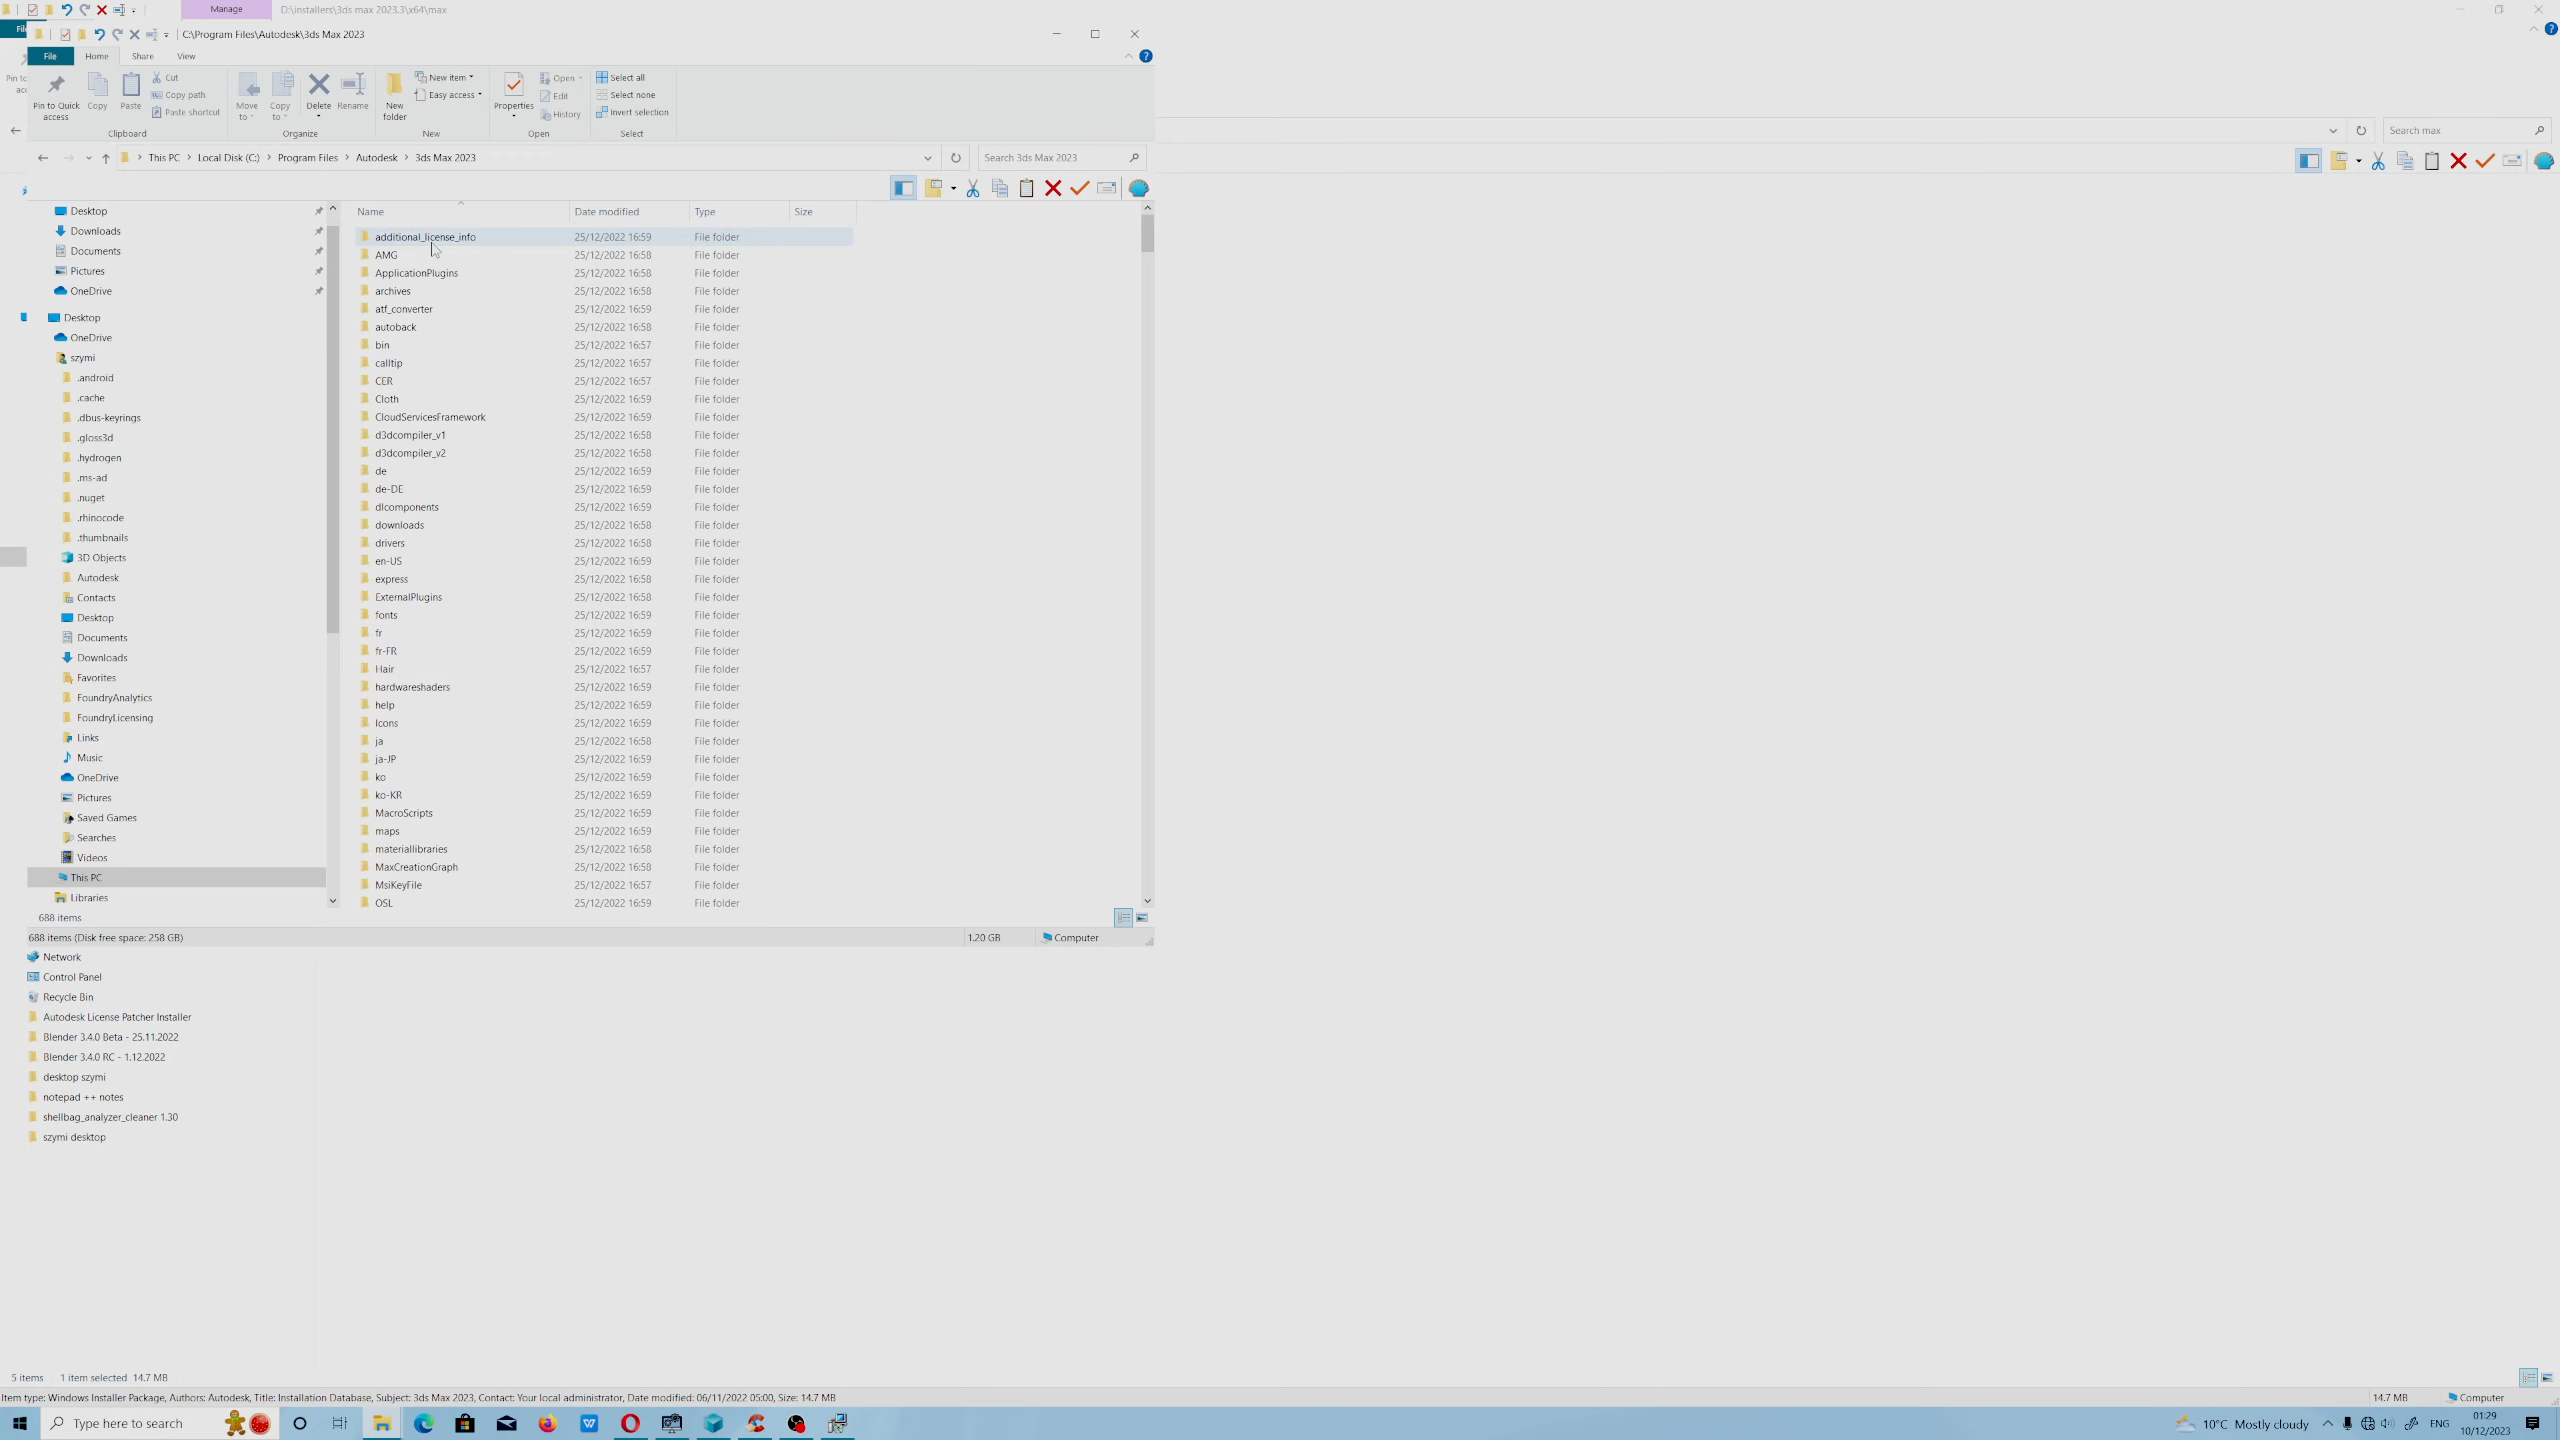 Manage
D:\installers\3ds max 2023.3\x64\max
C:\Program Files\Autodesk\3ds Max 2023
File
Home
Share
View
Pin to Quick access
Copy
Paste
Cut
Copy path
Paste shortcut
Move to
Copy to
Delete
Rename
New folder
New item
Easy access
Properties
Open
Edit
History
Select all
Select none
Invert selection
Clipboard
Organize
New
Open
Select
Search max
This PC
Local Disk (C:)
Program Files
Autodesk
3ds Max 2023
Search 3ds Max 2023
Name
Date modified
Type
Size
Desktop
Downloads
Documents
Pictures
OneDrive
Desktop
OneDrive
szymi
.android
.cache
.dbus-keyrings
.gloss3d
.hydrogen
.ms-ad
.nuget
.rhinocode
.thumbnails
3D Objects
Autodesk
Contacts
Desktop
Documents
Downloads
Favorites
FoundryAnalytics
FoundryLicensing
Links
Music
OneDrive
Pictures
Saved Games
Searches
Videos
This PC
Libraries
additional_license_info 25/12/2022 16:59 File folder
AMG 25/12/2022 16:58 File folder
ApplicationPlugins 25/12/2022 16:58 File folder
archives 25/12/2022 16:58 File folder
atf_converter 25/12/2022 16:59 File folder
autoback 25/12/2022 16:58 File folder
bin 25/12/2022 16:57 File folder
calltip 25/12/2022 16:57 File folder
CER 25/12/2022 16:57 File folder
Cloth 25/12/2022 16:59 File folder
CloudServicesFramework 25/12/2022 16:59 File folder
d3dcompiler_v1 25/12/2022 16:58 File folder
d3dcompiler_v2 25/12/2022 16:58 File folder
de 25/12/2022 16:59 File folder
de-DE 25/12/2022 16:59 File folder
dlcomponents 25/12/2022 16:59 File folder
downloads 25/12/2022 16:58 File folder
drivers 25/12/2022 16:58 File folder
en-US 25/12/2022 16:59 File folder
express 25/12/2022 16:58 File folder
ExternalPlugins 25/12/2022 16:58 File folder
fonts 25/12/2022 16:59 File folder
fr 25/12/2022 16:59 File folder
fr-FR 25/12/2022 16:59 File folder
Hair 25/12/2022 16:57 File folder
hardwareshaders 25/12/2022 16:59 File folder
help 25/12/2022 16:59 File folder
Icons 25/12/2022 16:59 File folder
ja 25/12/2022 16:58 File folder
ja-JP 25/12/2022 16:59 File folder
ko 25/12/2022 16:59 File folder
ko-KR 25/12/2022 16:59 File folder
MacroScripts 25/12/2022 16:59 File folder
maps 25/12/2022 16:59 File folder
materiallibraries 25/12/2022 16:58 File folder
MaxCreationGraph 25/12/2022 16:58 File folder
MsiKeyFile 25/12/2022 16:57 File folder
OSL 25/12/2022 16:59 File folder
688 items
688 items (Disk free space: 258 GB)
1.20 GB
Computer
Network
Control Panel
Recycle Bin
Autodesk License Patcher Installer
Blender 3.4.0 Beta - 25.11.2022
Blender 3.4.0 RC - 1.12.2022
desktop szymi
notepad ++ notes
shellbag_analyzer_cleaner 1.30
szymi desktop
5 items
1 item selected 14.7 MB
Item type: Windows Installer Package, Authors: Autodesk, Title: Installation Database, Subject: 3ds Max 2023, Contact: Your local administrator, Date modified: 06/11/2022 05:00, Size: 14.7 MB
14.7 MB
Computer
Type here to search
10°C Mostly cloudy
ENG
01:29
10/12/2023